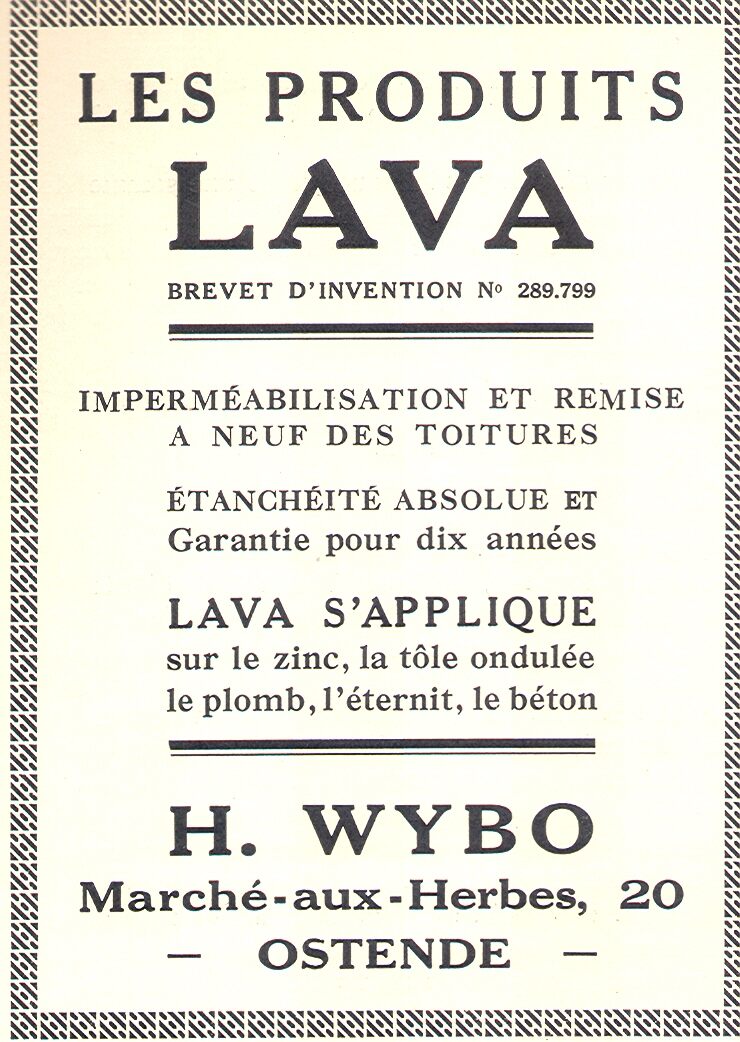 LES PRODUITS
LAVA
BREVET D'INVENTION Nº 289.799
IMPERMÉABILISATION ET REMISE
A NEUF DES TOITURES
ÉTANCHÉITÉ ABSOLUE ET
Garantie pour dix années
LAVA S'APPLIQUE
sur le zinc, la tôle ondulée
le plomb, l'éternit, le béton
H. WYBO
Marché-aux-Herbes, 20
— OSTENDE —